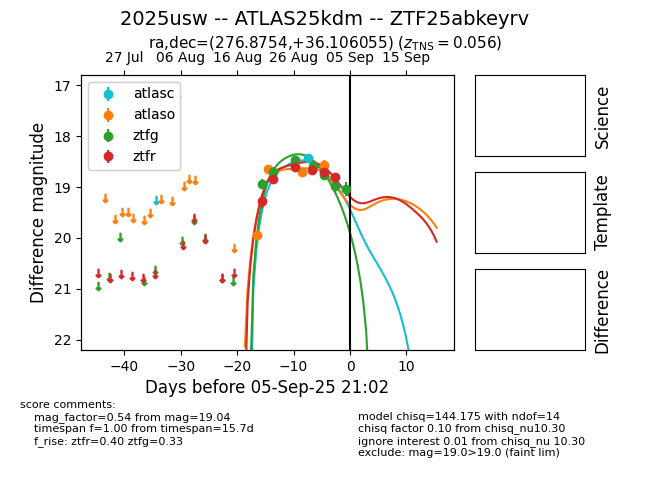 2025usw -- ATLAS25kdm -- ZTF25abkeyrv
ra,dec=(276.8754,+36.106055) (z_TNS = 0.056)
27 Jul 06 Aug 16 Aug 26 Aug 05 Sep 15 Sep
atlasc
atlaso
ztfg
ztfr
17
18
19
20
21
22
Difference magnitude
−40 −30 −20 −10 0 10
Days before 05-Sep-25 21:02
Science
Template
Difference
score comments:
mag_factor=0.54 from mag=19.04
timespan f=1.00 from timespan=15.7d
f_rise: ztfr=0.40 ztfg=0.33
model chisq=144.175 with ndof=14
chisq factor 0.10 from chisq_nu10.30
ignore interest 0.01 from chisq_nu 10.30
exclude: mag=19.0>19.0 (faint lim)